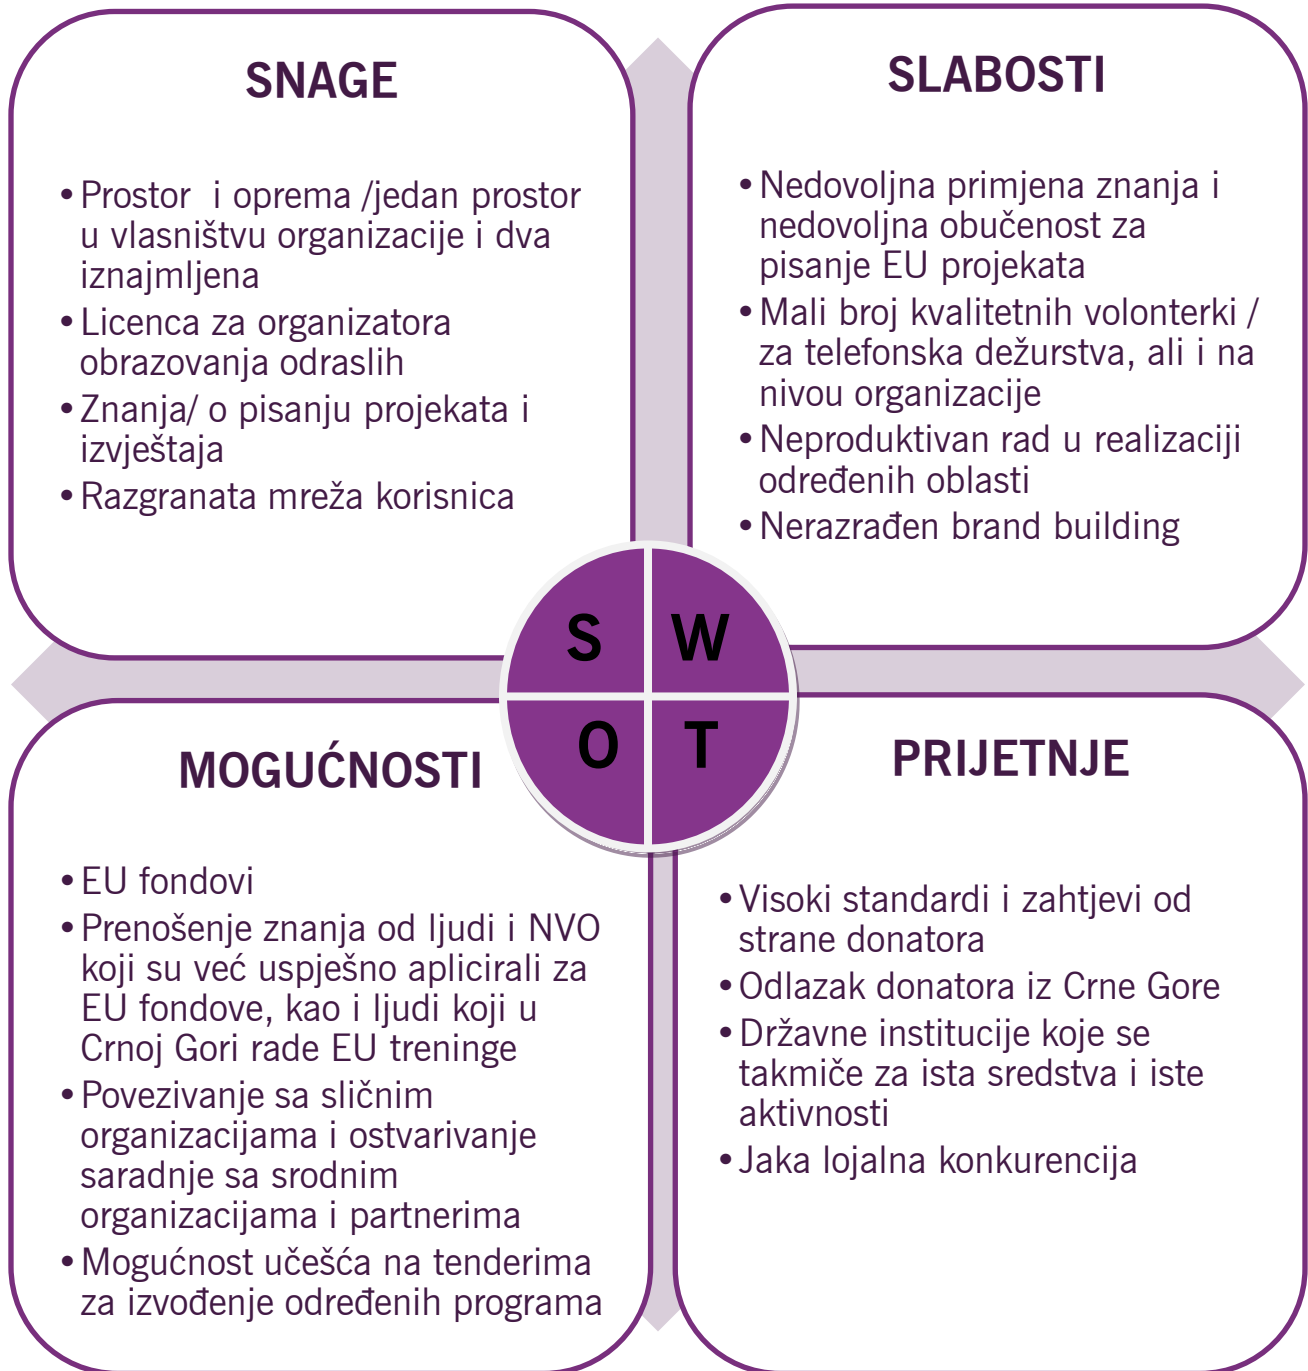 SNAGE
•Prostor  i oprema /jedan prostor
u vlasništvu organizacije i dva
iznajmljena
•Licenca za organizatora
obrazovanja odraslih
•Znanja/ o pisanju projekata i
izvještaja
•Razgranata mreža korisnica
SLABOSTI
•Nedovoljna primjena znanja i
nedovoljna obučenost za
pisanje EU projekata
•Mali broj kvalitetnih volonterki /
za telefonska dežurstva, ali i na
nivou organizacije
•Neproduktivan rad u realizaciji
određenih oblasti
•Nerazrađen brand building
S
W
O
T
MOGUĆNOSTI
•EU fondovi
•Prenošenje znanja od ljudi i NVO
koji su već uspješno aplicirali za
EU fondove, kao i ljudi koji u
Crnoj Gori rade EU treninge
•Povezivanje sa sličnim
organizacijama i ostvarivanje
saradnje sa srodnim
organizacijama i partnerima
•Mogućnost učešća na tenderima
za izvođenje određenih programa
PRIJETNJE
•Visoki standardi i zahtjevi od
strane donatora
•Odlazak donatora iz Crne Gore
•Državne institucije koje se
takmiče za ista sredstva i iste
aktivnosti
•Jaka lojalna konkurencija